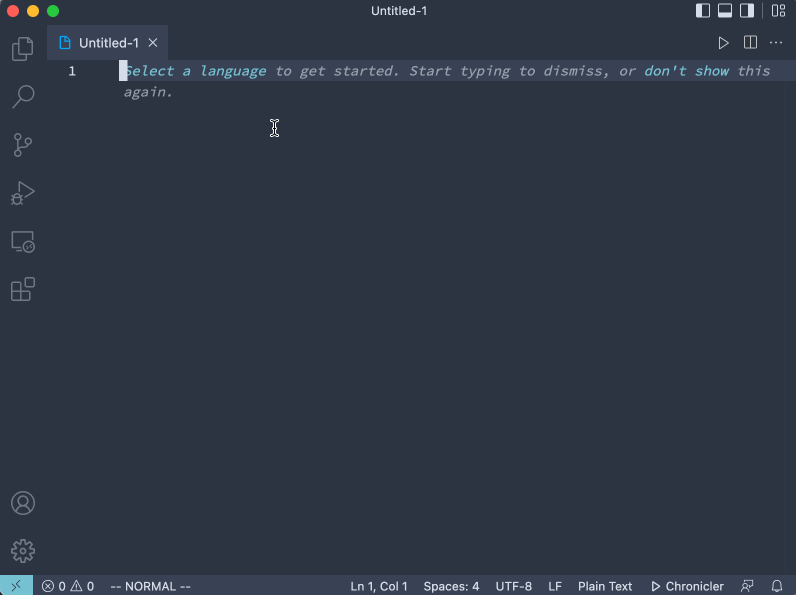 Untitled-1
Untitled-1
1 Select a language to get started. Start typing to dismiss, or don't show this
again.
0 0 -- NORMAL -- Ln 1, Col 1 Spaces: 4 UTF-8 LF Plain Text Chronicler